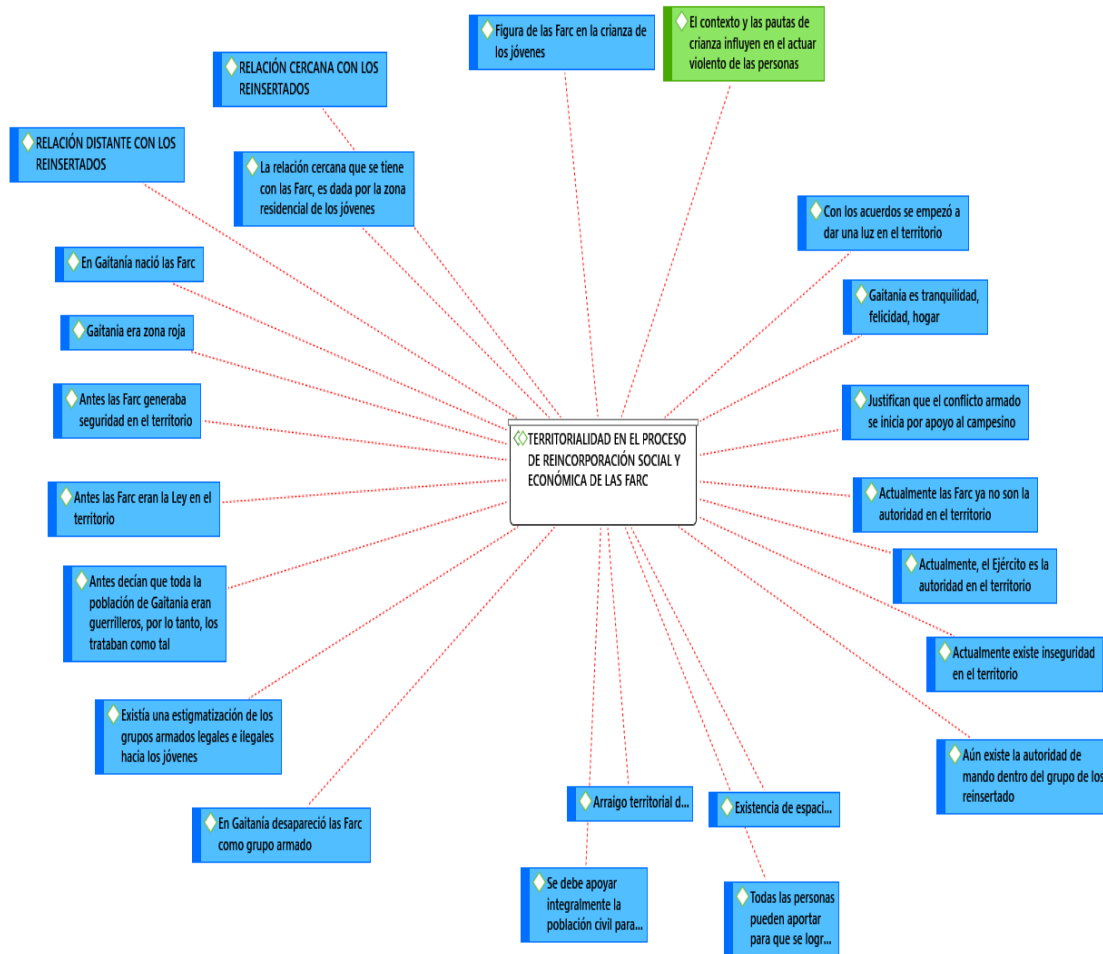 Figura de las Farc en la crianza de
los jóvenes
El contexto y las pautas de
crianza influyen en el actuar
violento de las personas
RELACIÓN CERCANA CON LOS
REINSERTADOS
RELACIÓN DISTANTE CON LOS
REINSERTADOS
La relación cercana que se tiene
con las Farc, es dada por la zona
residencial de los jóvenes
Con los acuerdos se empezó a
dar una luz en el territorio
En Gaitanía nació las Farc
Gaitania es tranquilidad,
felicidad, hogar
Gaitania era zona roja
Antes las Farc generaba
seguridad en el territorio
Justifican que el conflicto armado
se inicia por apoyo al campesino
TERRITORIALIDAD EN EL PROCESO
DE REINCORPORACIÓN SOCIAL Y
ECONÓMICA DE LAS FARC
Antes las Farc eran la Ley en el
territorio
Actualmente las Farc ya no son la
autoridad en el territorio
Actualmente, el Ejército es la
autoridad en el territorio
Antes decían que toda la
población de Gaitania eran
guerrilleros, por lo tanto, los
trataban como tal
Actualmente existe inseguridad
en el territorio
Existía una estigmatización de los
grupos armados legales e ilegales
hacia los jóvenes
Aún existe la autoridad de
mando dentro del grupo de los
reinsertado
En Gaitanía desapareció las Farc
como grupo armado
Arraigo territorial d...
Existencia de espaci...
Se debe apoyar
integralmente la
población civil para...
Todas las personas
pueden aportar
para que se logr...